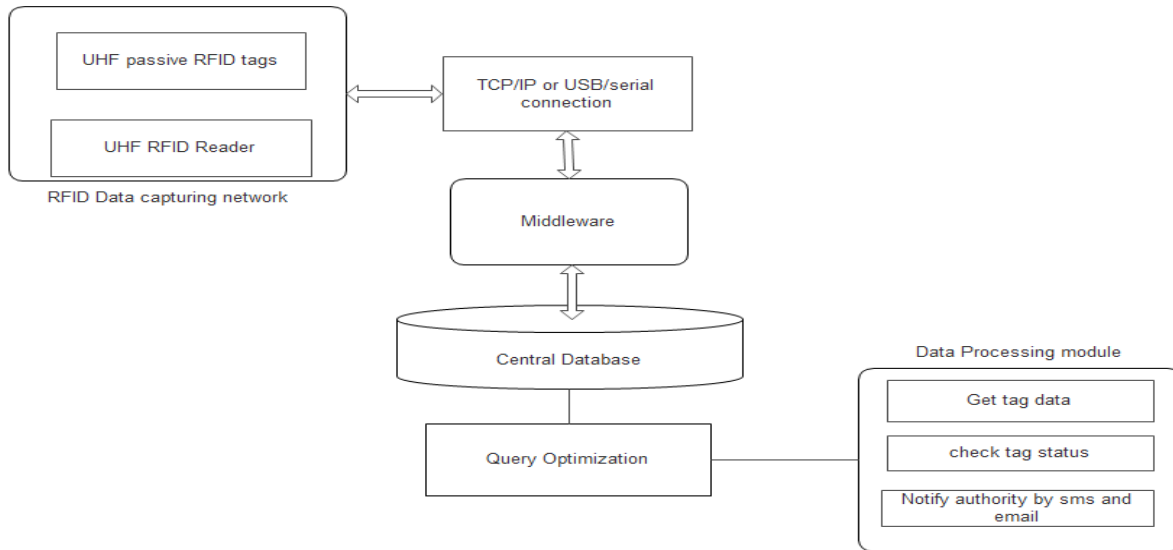 UHF passive RFID tags
UHF RFID Reader
RFID Data capturing network
TCP/IP or USB/serial
connection
Middleware
Central Database
Query Optimization
Data Processing module
Get tag data
check tag status
Notify authority by sms and
email